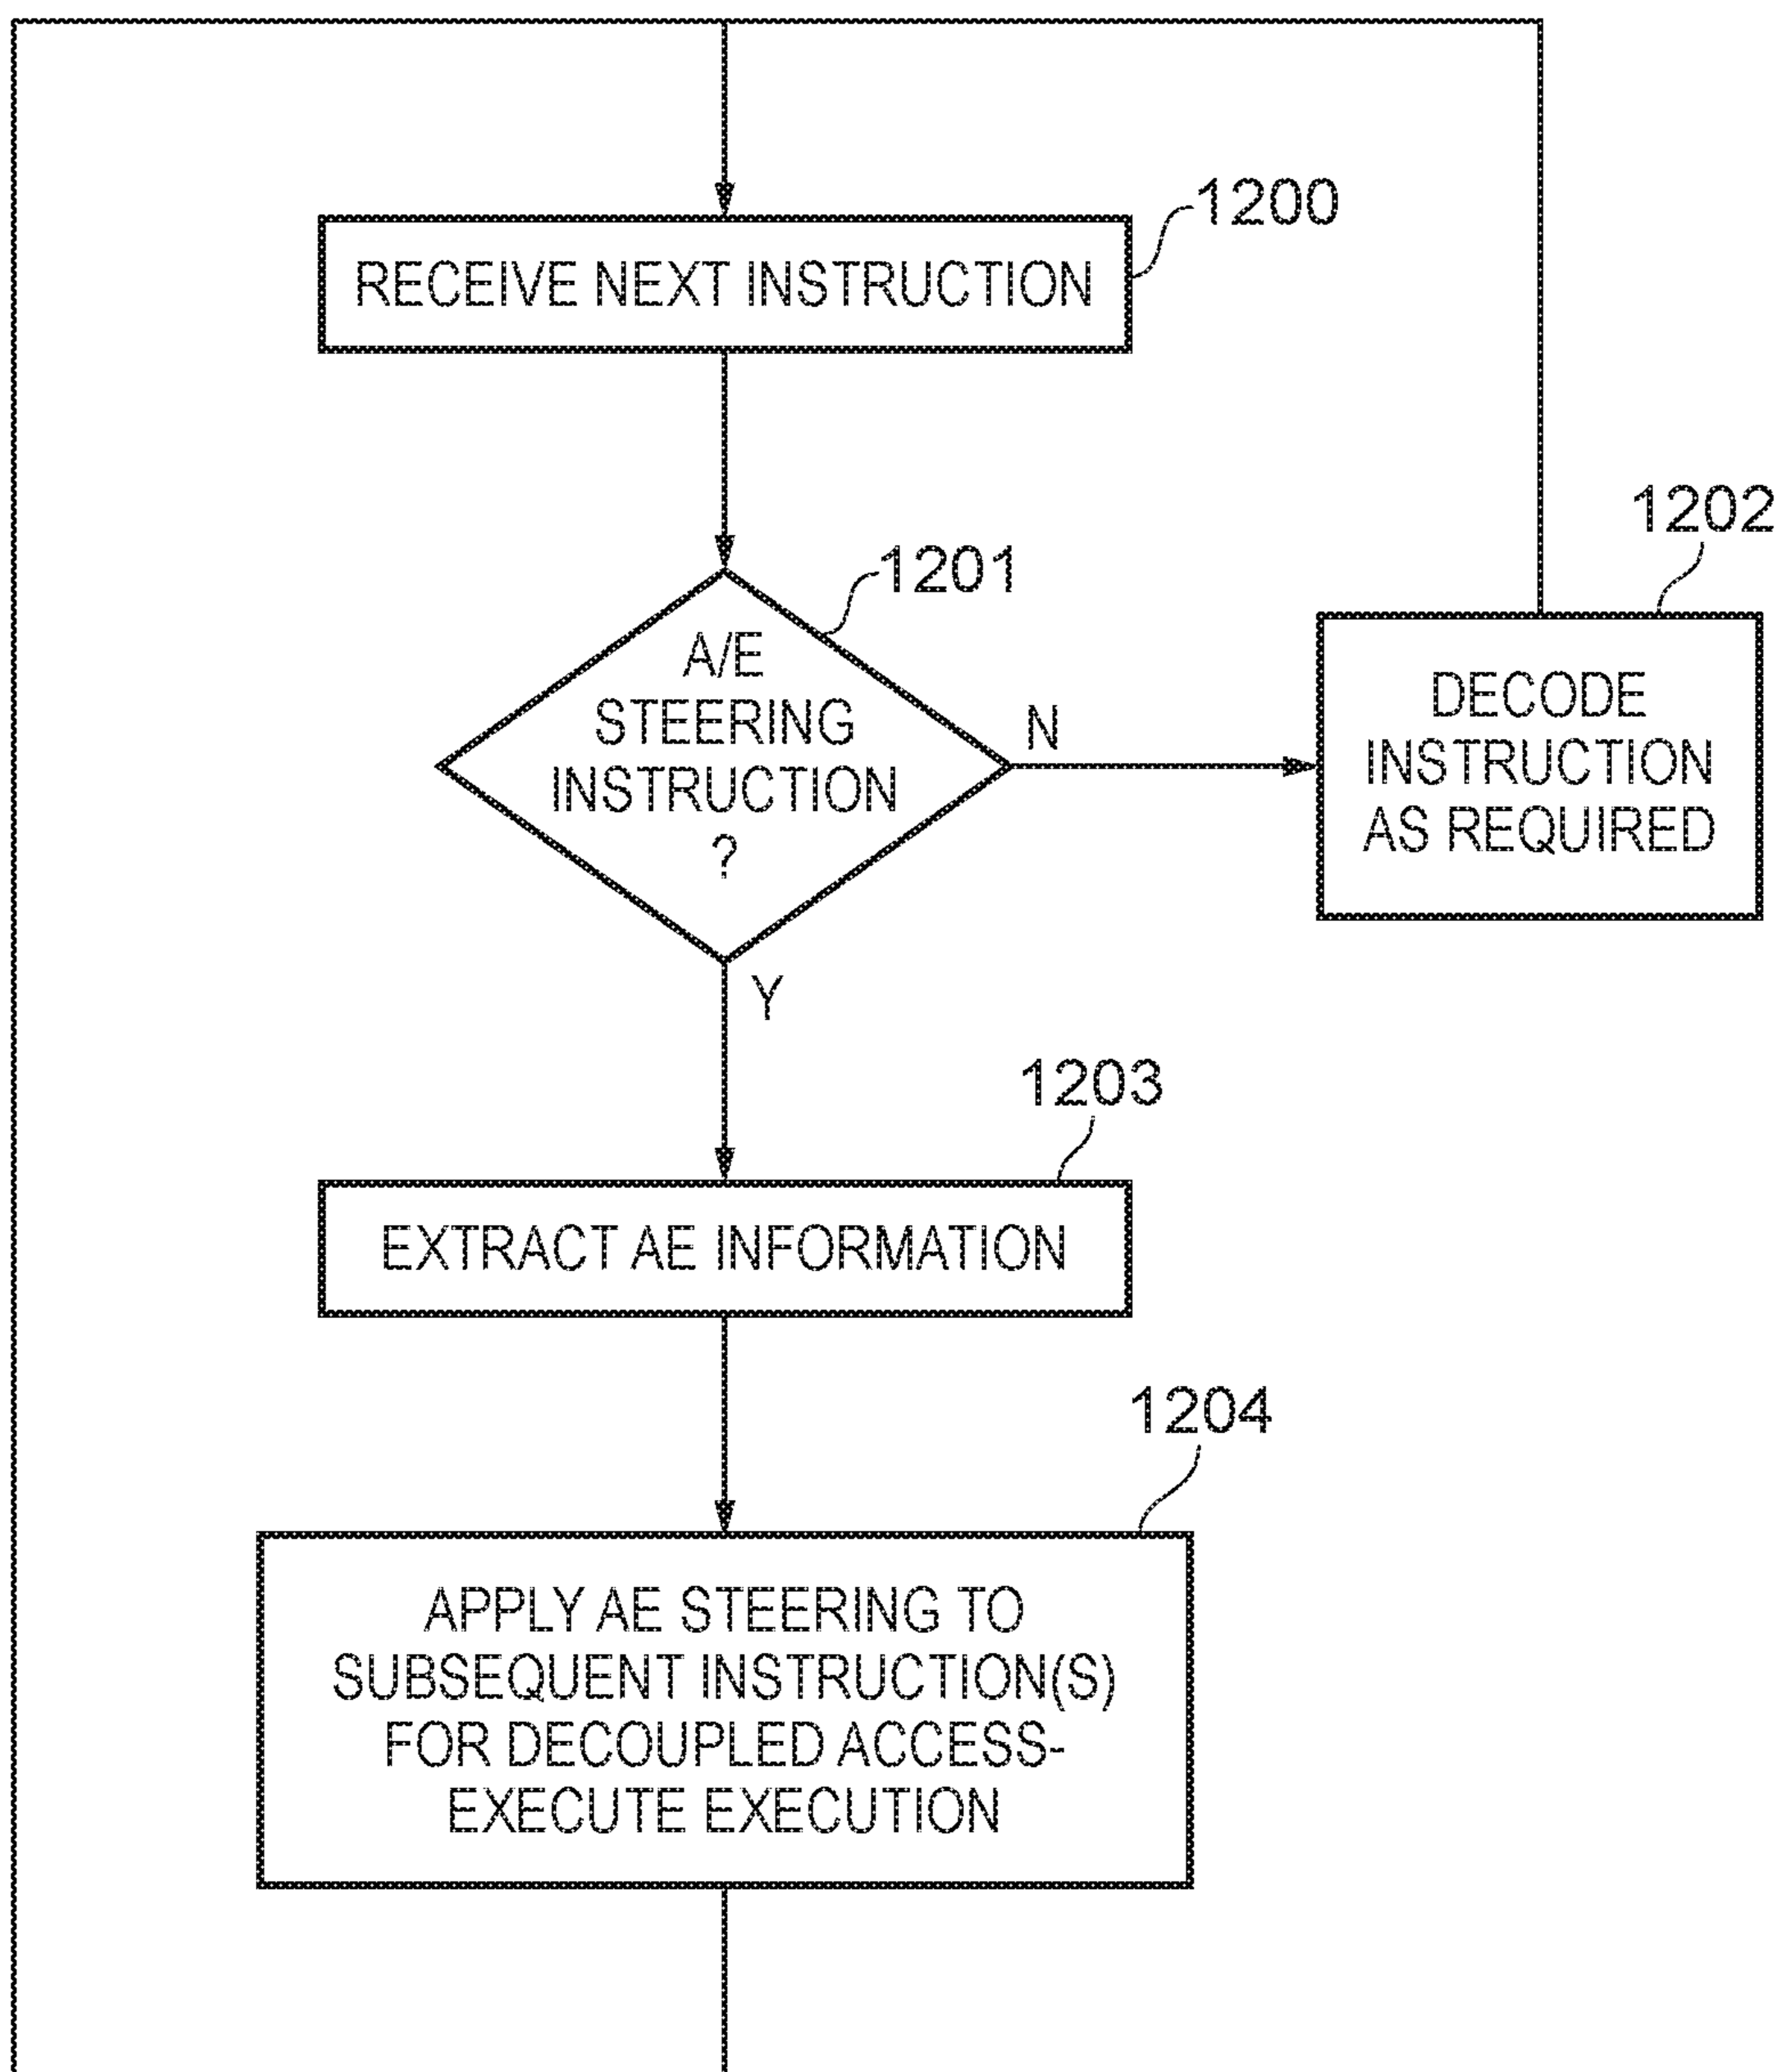 1200
RECEIVE NEXT INSTRUCTION
1201
A/E
STEERING
INSTRUCTION
?
N
1202
DECODE
INSTRUCTION
AS REQUIRED
Y
1203
EXTRACT AE INFORMATION
1204
APPLY AE STEERING TO
SUBSEQUENT INSTRUCTION(S)
FOR DECOUPLED ACCESS-
EXECUTE EXECUTION